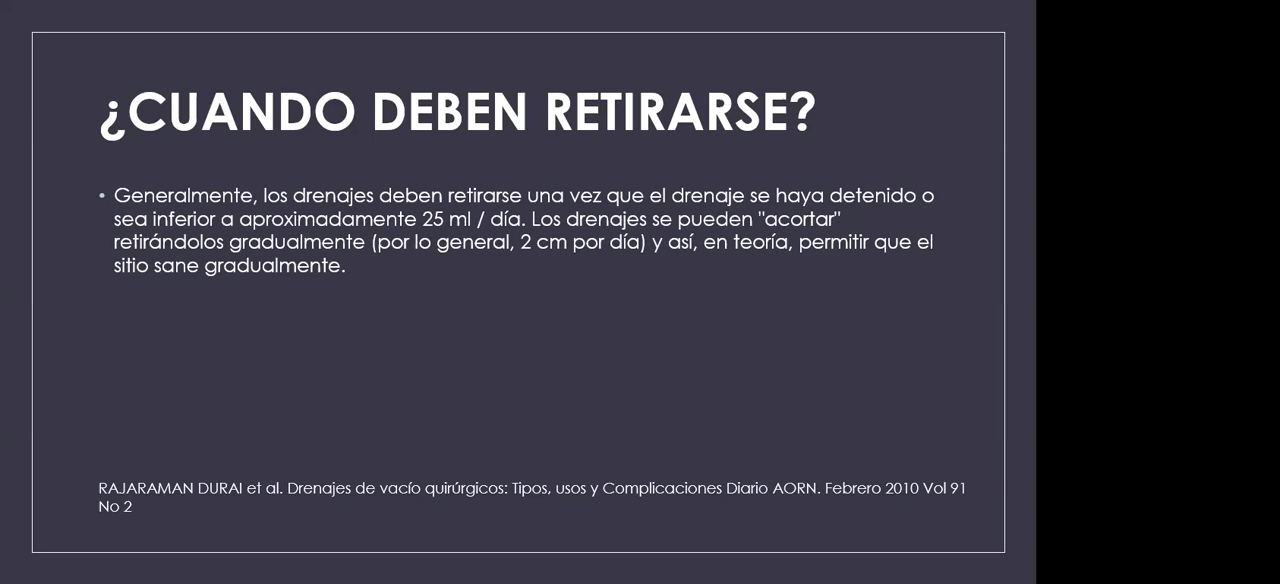 ¿CUANDO DEBEN RETIRARSE?
• Generalmente, los drenajes deben retirarse una vez que el drenaje se haya detenido o
sea inferior a aproximadamente 25 ml / día. Los drenajes se pueden "acortar"
retirándolos gradualmente (por lo general, 2 cm por día) y así, en teoría, permitir que el
sitio sane gradualmente.
RAJARAMAN DURAI et al. Drenajes de vacío quirúrgicos: Tipos, usos y Complicaciones Diario AORN. Febrero 2010 Vol 91
No 2